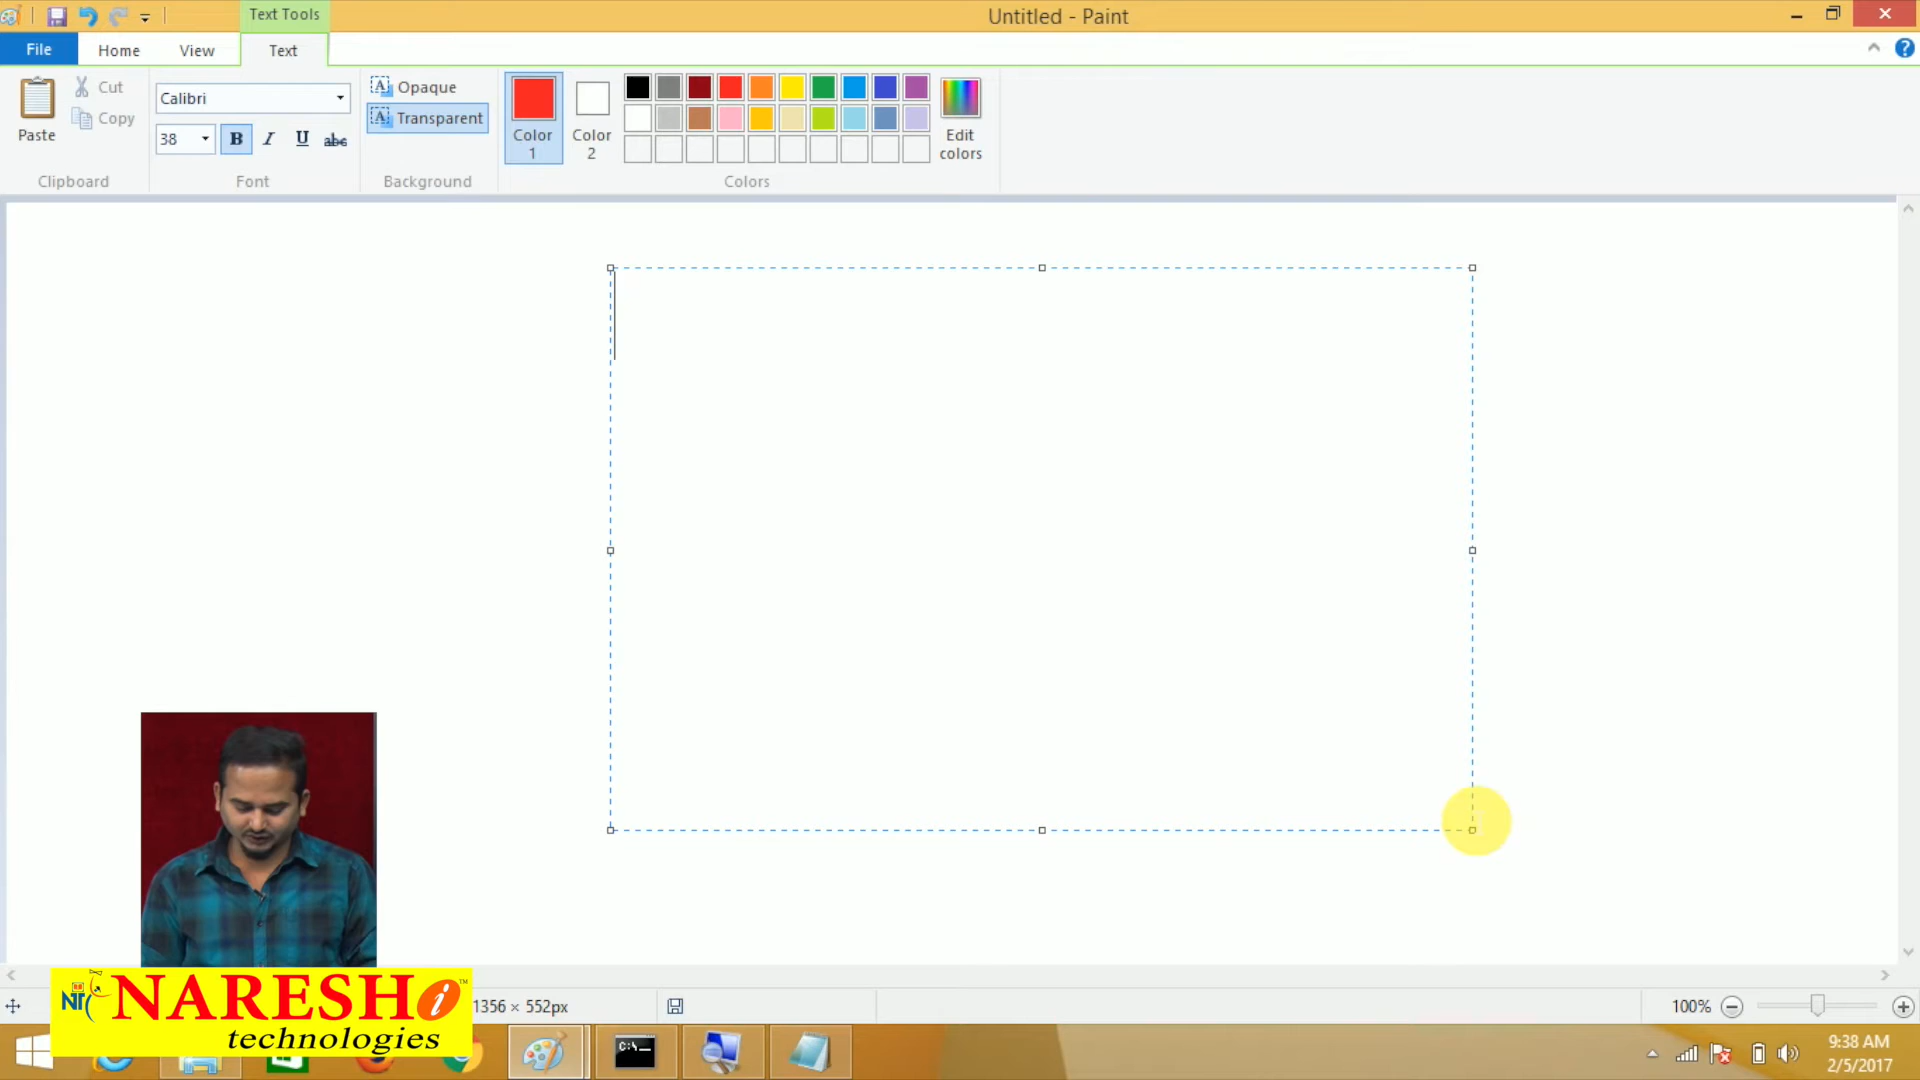 Text Tools
Untitled - Paint
File
Home
View
Text
Paste
Cut
Copy
Clipboard
Calibri
38
B
I
U
abc
Font
A Opaque
A Transparent
Background
Color
1
Color
2
Edit
colors
Colors
NARESH i ™
technologies
1356 × 552px
100%
C:\_
9:38 AM
2/5/2017